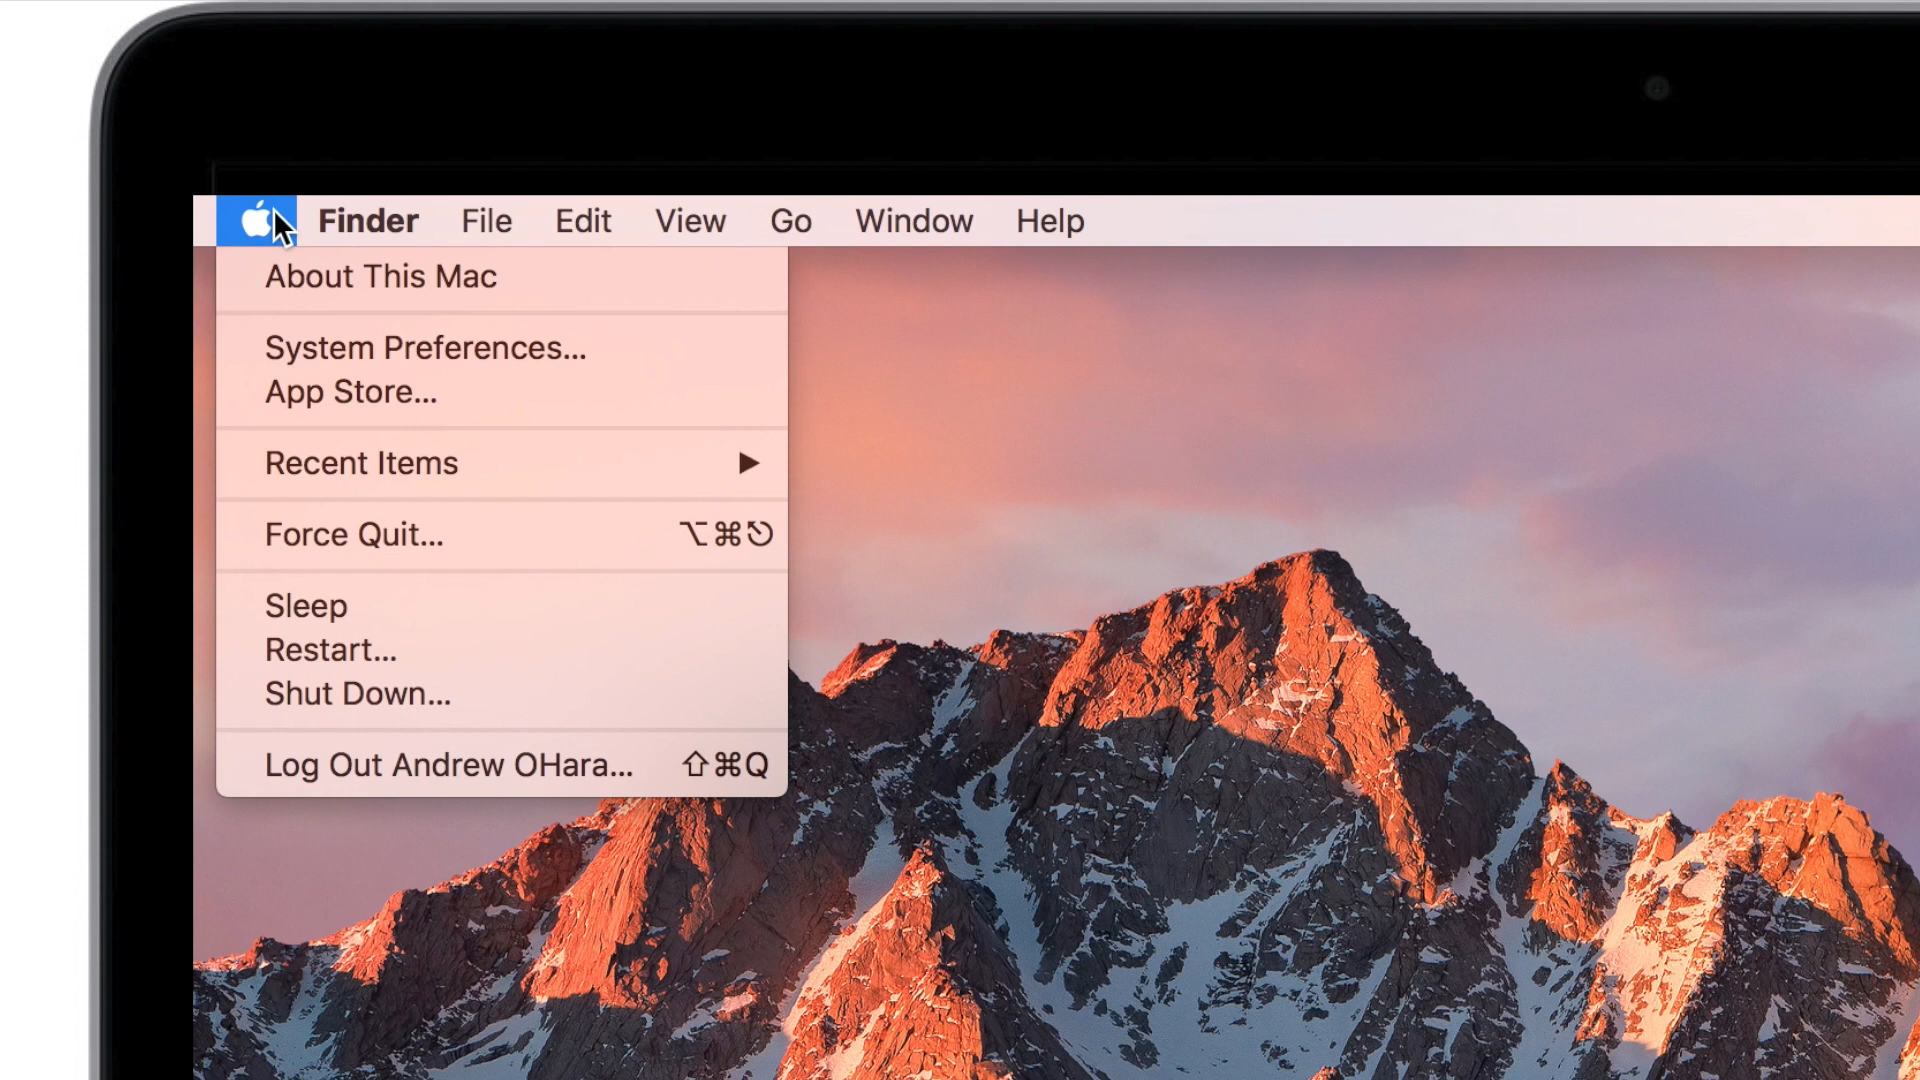 Finder File Edit View Go Window Help
About This Mac
System Preferences...
App Store...
Recent Items ▶
Force Quit... ⌥⌘⎋
Sleep
Restart...
Shut Down...
Log Out Andrew OHara... ⇧⌘Q